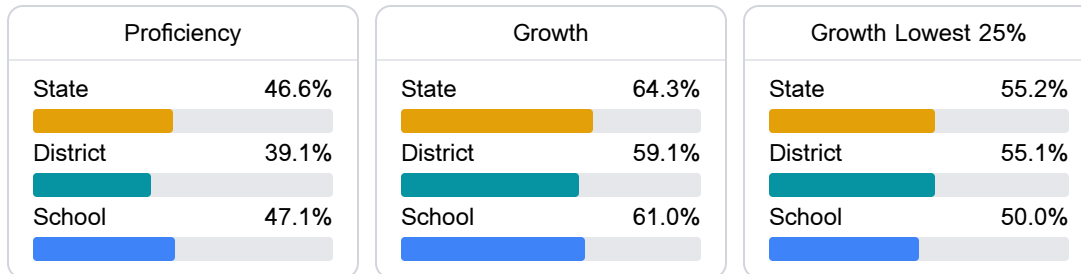 Proficiency
State 46.6%
District 39.1%
School 47.1%
Growth
State 64.3%
District 59.1%
School 61.0%
Growth Lowest 25%
State 55.2%
District 55.1%
School 50.0%